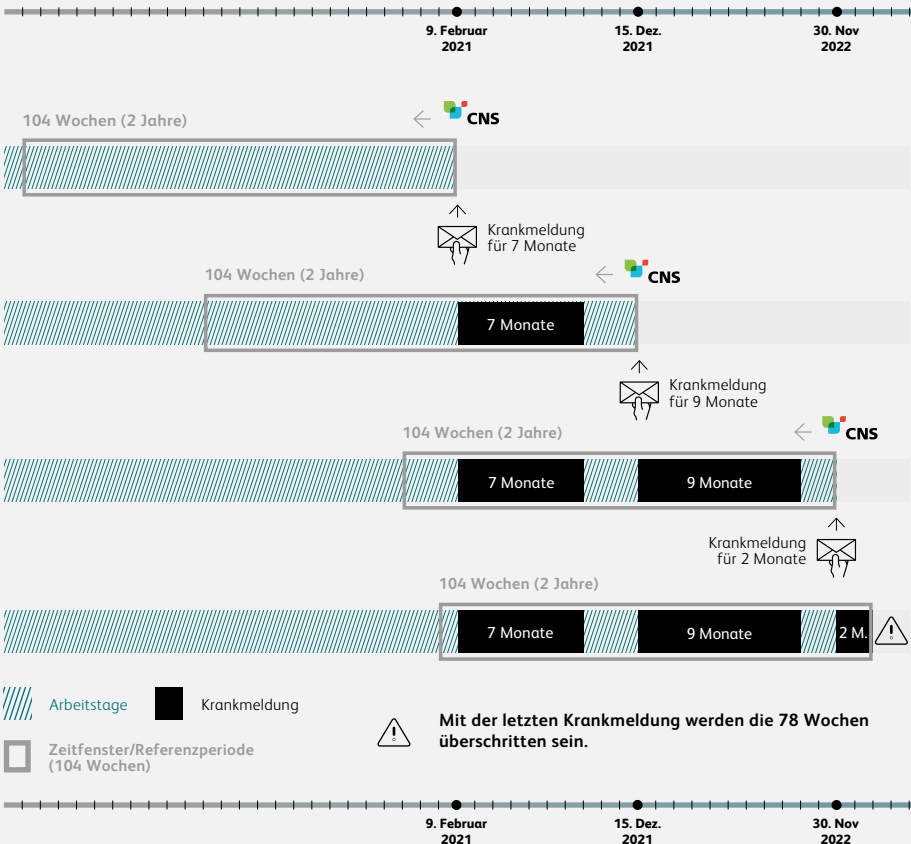 9. Februar
2021
15. Dez.
2021
30. Nov
2022
104 Wochen (2 Jahre)
CNS
Krankmeldung
für 7 Monate
104 Wochen (2 Jahre)
CNS
7 Monate
Krankmeldung
für 9 Monate
104 Wochen (2 Jahre)
CNS
7 Monate
9 Monate
Krankmeldung
für 2 Monate
104 Wochen (2 Jahre)
7 Monate
9 Monate
2 M.
Arbeitstage
Krankmeldung
Zeitfenster/Referenzperiode
(104 Wochen)
Mit der letzten Krankmeldung werden die 78 Wochen
überschritten sein.
9. Februar
2021
15. Dez.
2021
30. Nov
2022